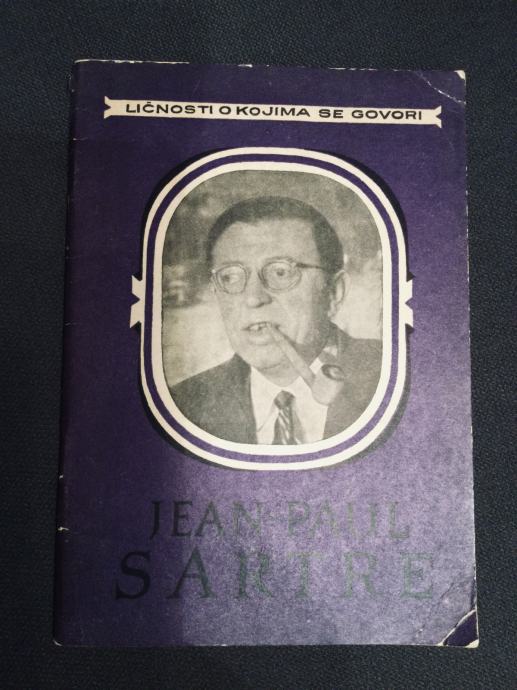 LIČNOSTI O KOJIMA SE GOVORI
JEAN-PAUL
SARTRE